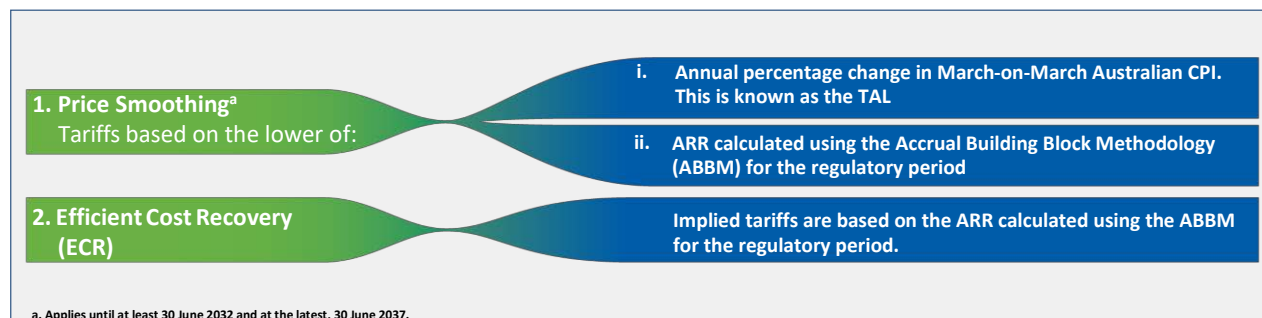 1. Price Smoothingᵃ
Tariffs based on the lower of:
i. Annual percentage change in March-on-March Australian CPI.
This is known as the TAL
ii. ARR calculated using the Accrual Building Block Methodology
(ABBM) for the regulatory period
2. Efficient Cost Recovery
(ECR)
Implied tariffs are based on the ARR calculated using the ABBM
for the regulatory period.
a. Applies until at least 30 June 2032 and at the latest, 30 June 2037.